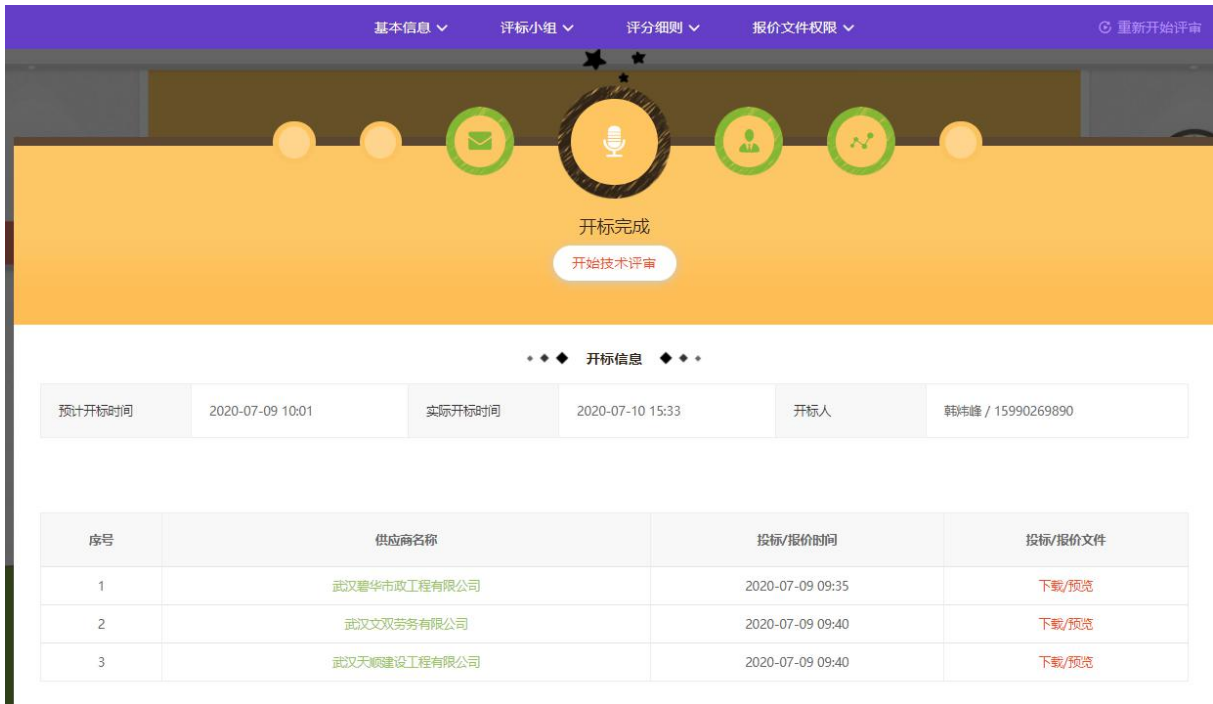 基本信息 评标小组 评分细则 报价文件权限 重新开始评审
开标完成
开始技术评审
开标信息
预计开标时间 2020-07-09 10:01 实际开标时间 2020-07-10 15:33 开标人 韩炜峰 / 15990269890
序号 供应商名称 投标/报价时间 投标/报价文件
1 武汉碧华市政工程有限公司 2020-07-09 09:35 下载/预览
2 武汉文双劳务有限公司 2020-07-09 09:40 下载/预览
3 武汉天顺建设工程有限公司 2020-07-09 09:40 下载/预览